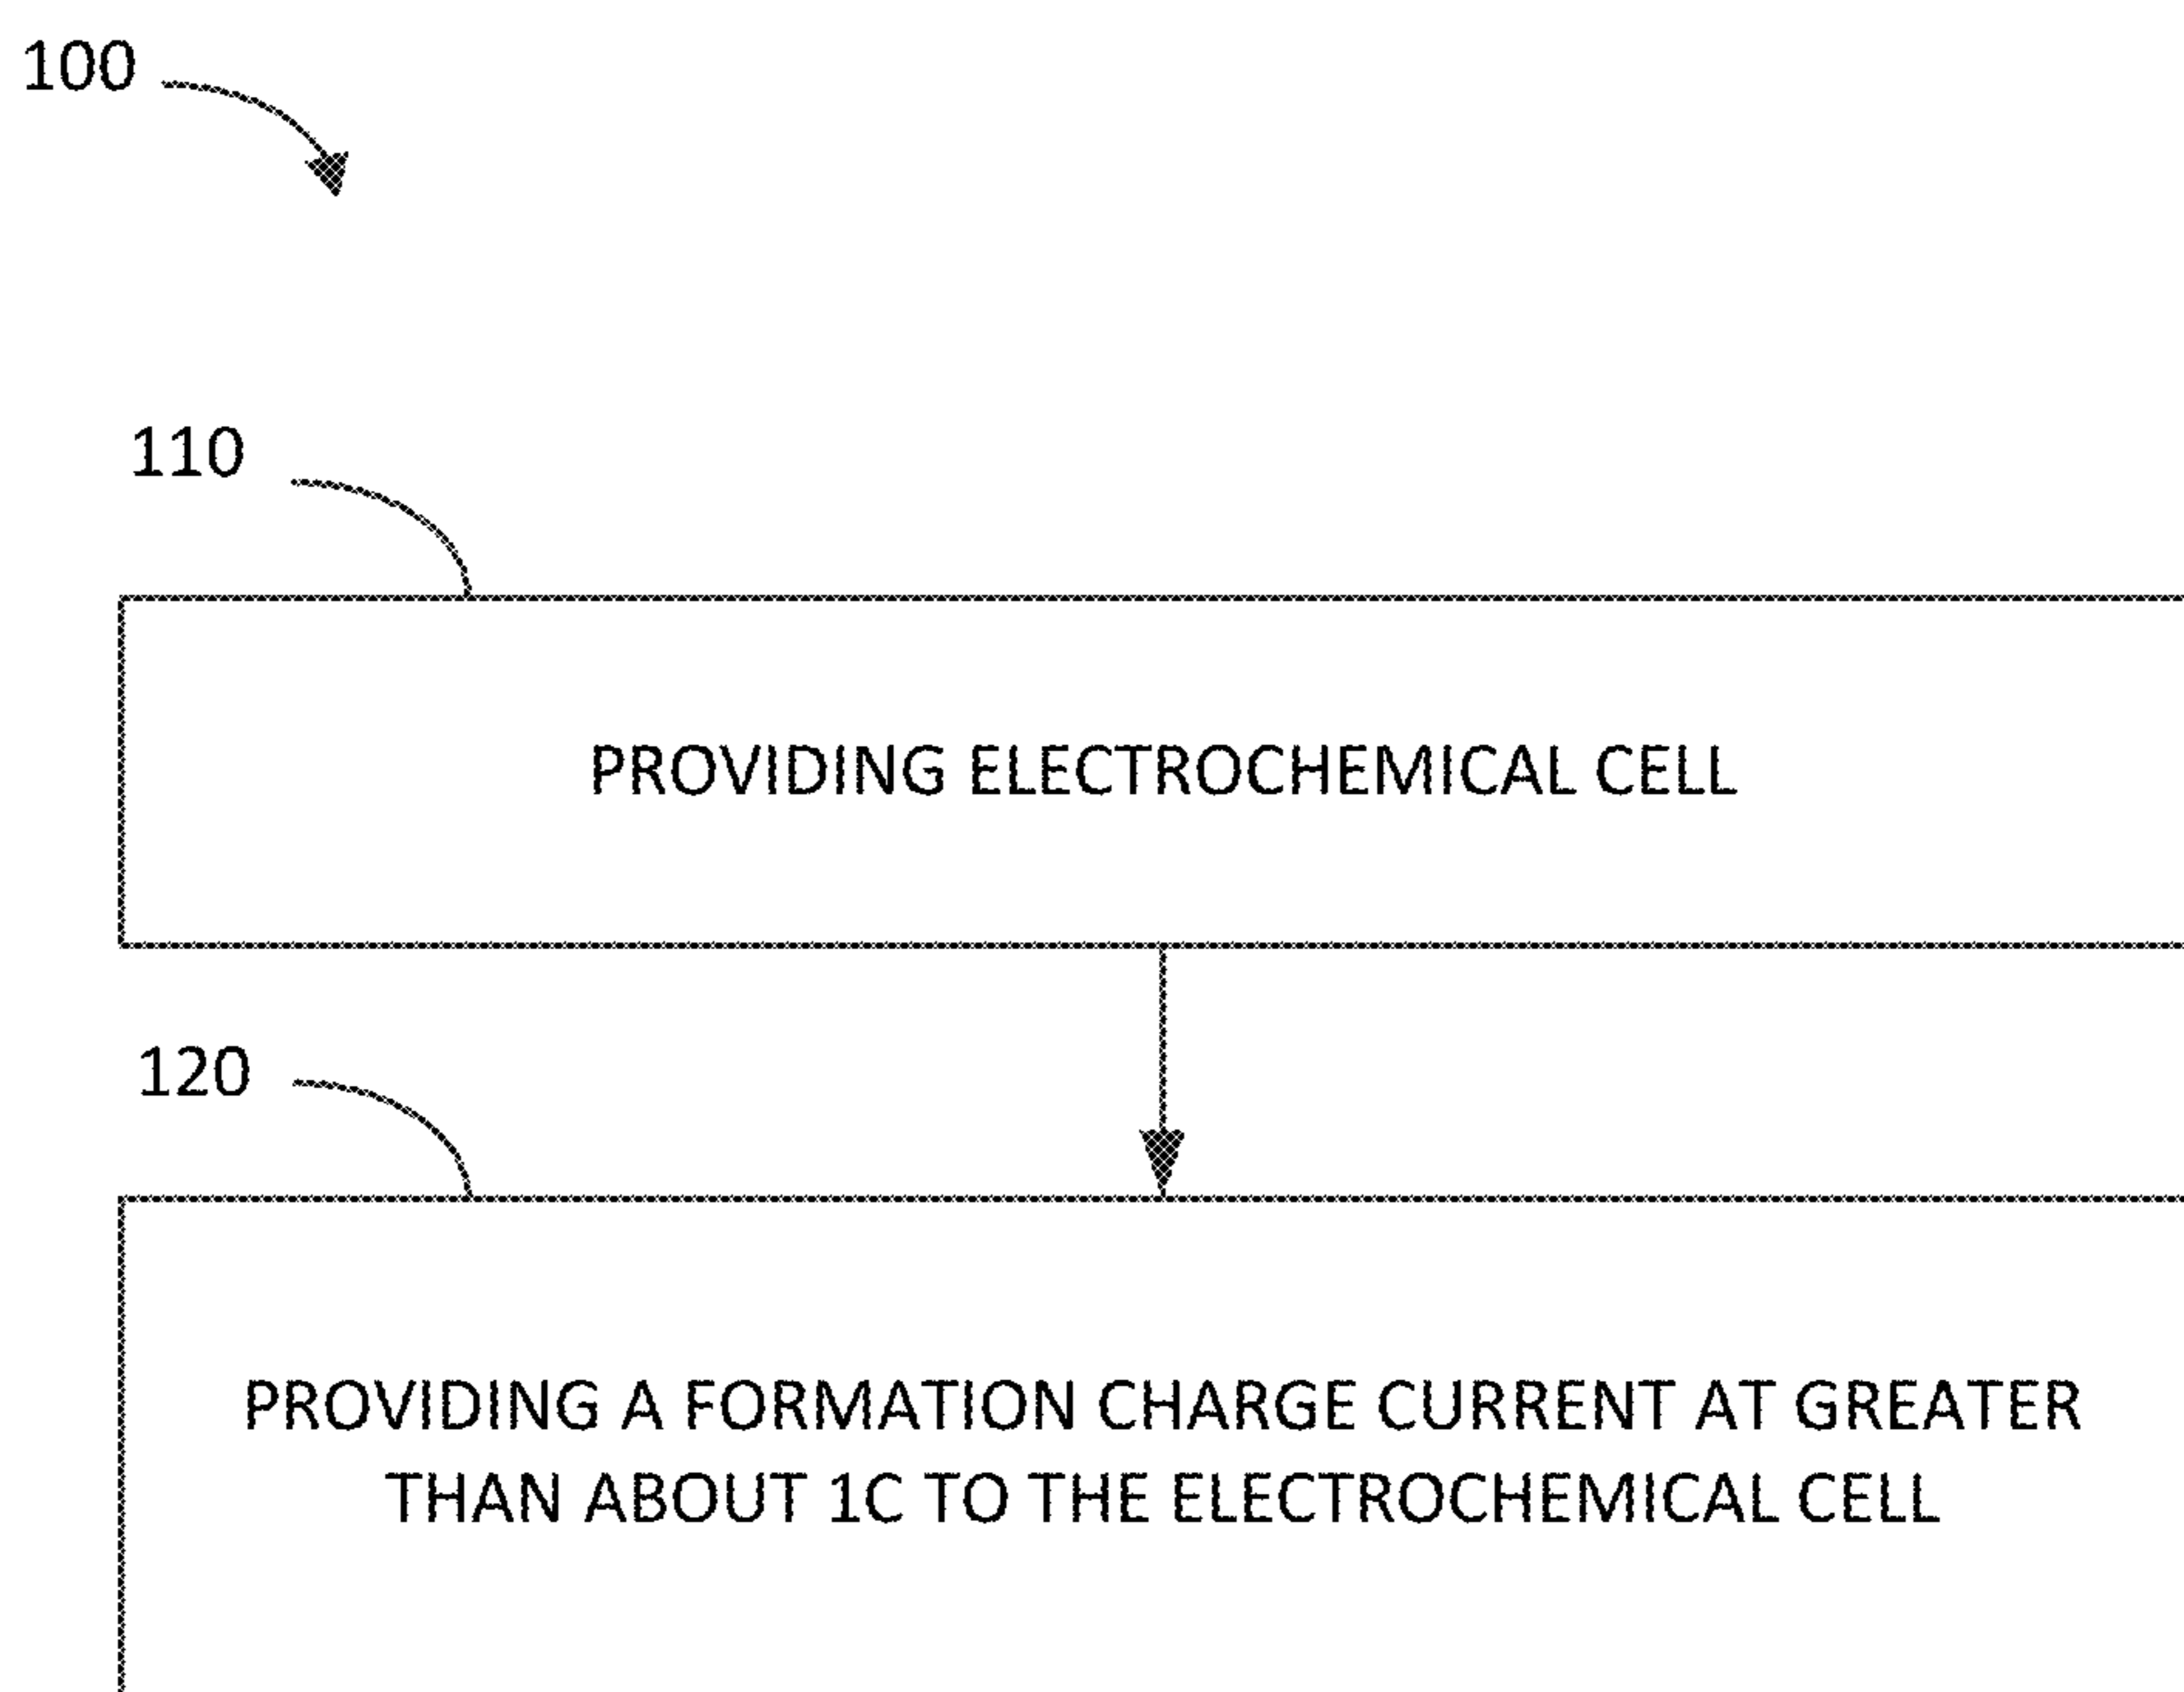 100
110
PROVIDING ELECTROCHEMICAL CELL
120
PROVIDING A FORMATION CHARGE CURRENT AT GREATER
THAN ABOUT 1C TO THE ELECTROCHEMICAL CELL